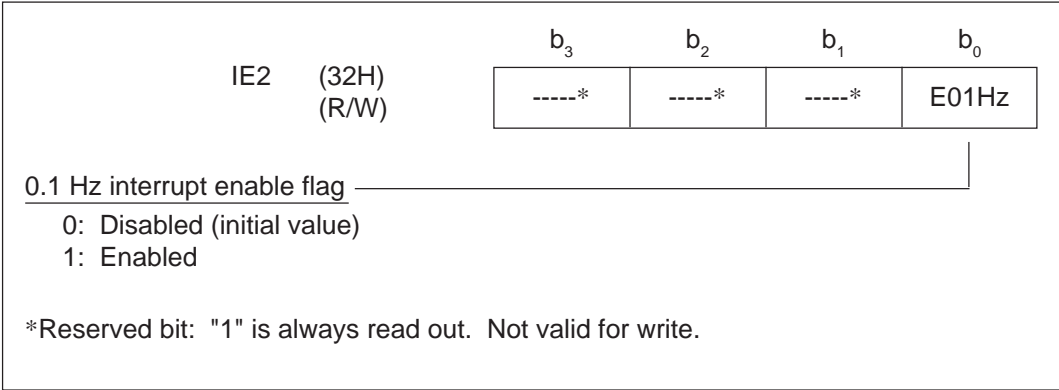 b3 b2 b1 b0
IE2 (32H) -----* -----* -----* E01Hz
(R/W)
0.1 Hz interrupt enable flag
0: Disabled (initial value)
1: Enabled
*Reserved bit: "1" is always read out. Not valid for write.